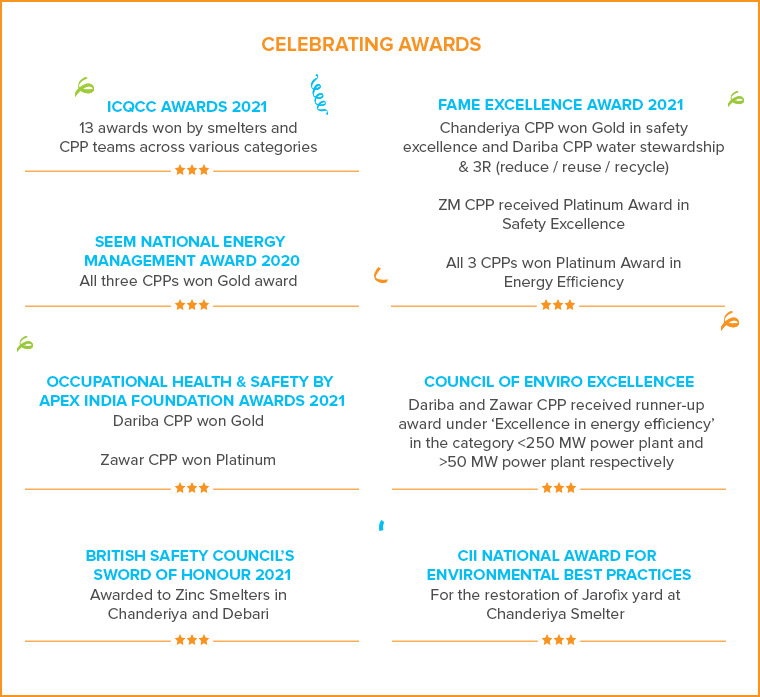 CELEBRATING AWARDS
ICQCC AWARDS 2021
13 awards won by smelters and
CPP teams across various categories
FAME EXCELLENCE AWARD 2021
Chanderiya CPP won Gold in safety
excellence and Dariba CPP water stewardship
& 3R (reduce / reuse / recycle)
ZM CPP received Platinum Award in
Safety Excellence
All 3 CPPs won Platinum Award in
Energy Efficiency
SEEM NATIONAL ENERGY
MANAGEMENT AWARD 2020
All three CPPs won Gold award
OCCUPATIONAL HEALTH & SAFETY BY
APEX INDIA FOUNDATION AWARDS 2021
Dariba CPP won Gold
Zawar CPP won Platinum
COUNCIL OF ENVIRO EXCELLENCEE
Dariba and Zawar CPP received runner-up
award under ‘Excellence in energy efficiency’
in the category <250 MW power plant and
>50 MW power plant respectively
BRITISH SAFETY COUNCIL’S
SWORD OF HONOUR 2021
Awarded to Zinc Smelters in
Chanderiya and Debari
CII NATIONAL AWARD FOR
ENVIRONMENTAL BEST PRACTICES
For the restoration of Jarofix yard at
Chanderiya Smelter